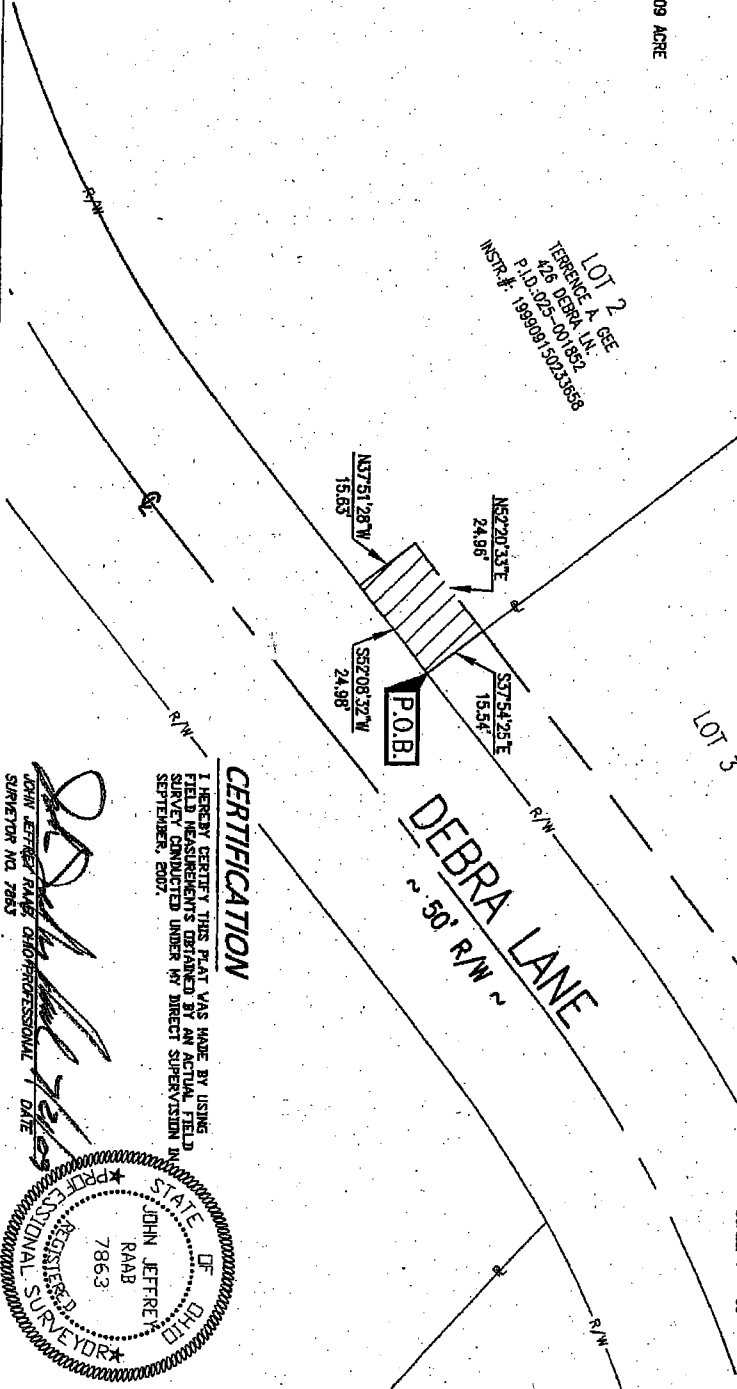 09 ACRE
LOT 2
TERRENCE A. GEE
426 DEBRA LN.
P.I.D.:025-001852
INSTR.#: 199909150233658
LOT 3
N52°20'33"E
24.96'
N37°51'28"W
15.63'
S37°54'25"E
15.54'
S52°08'32"W
24.98'
P.O.B.
R/W
R/W
R/W
R/W
DEBRA LANE
~ 50' R/W ~
CERTIFICATION
I HEREBY CERTIFY THIS PLAT WAS MADE BY USING
FIELD MEASUREMENTS OBTAINED BY AN ACTUAL FIELD
SURVEY CONDUCTED UNDER MY DIRECT SUPERVISION IN
SEPTEMBER, 2007.
JOHN JEFFREY RAAB, OHIO PROFESSIONAL DATE
SURVEYOR NO. 7863
STATE OF OHIO
JOHN JEFFREY
RAAB
7863
REGISTERED
PROFESSIONAL SURVEYOR